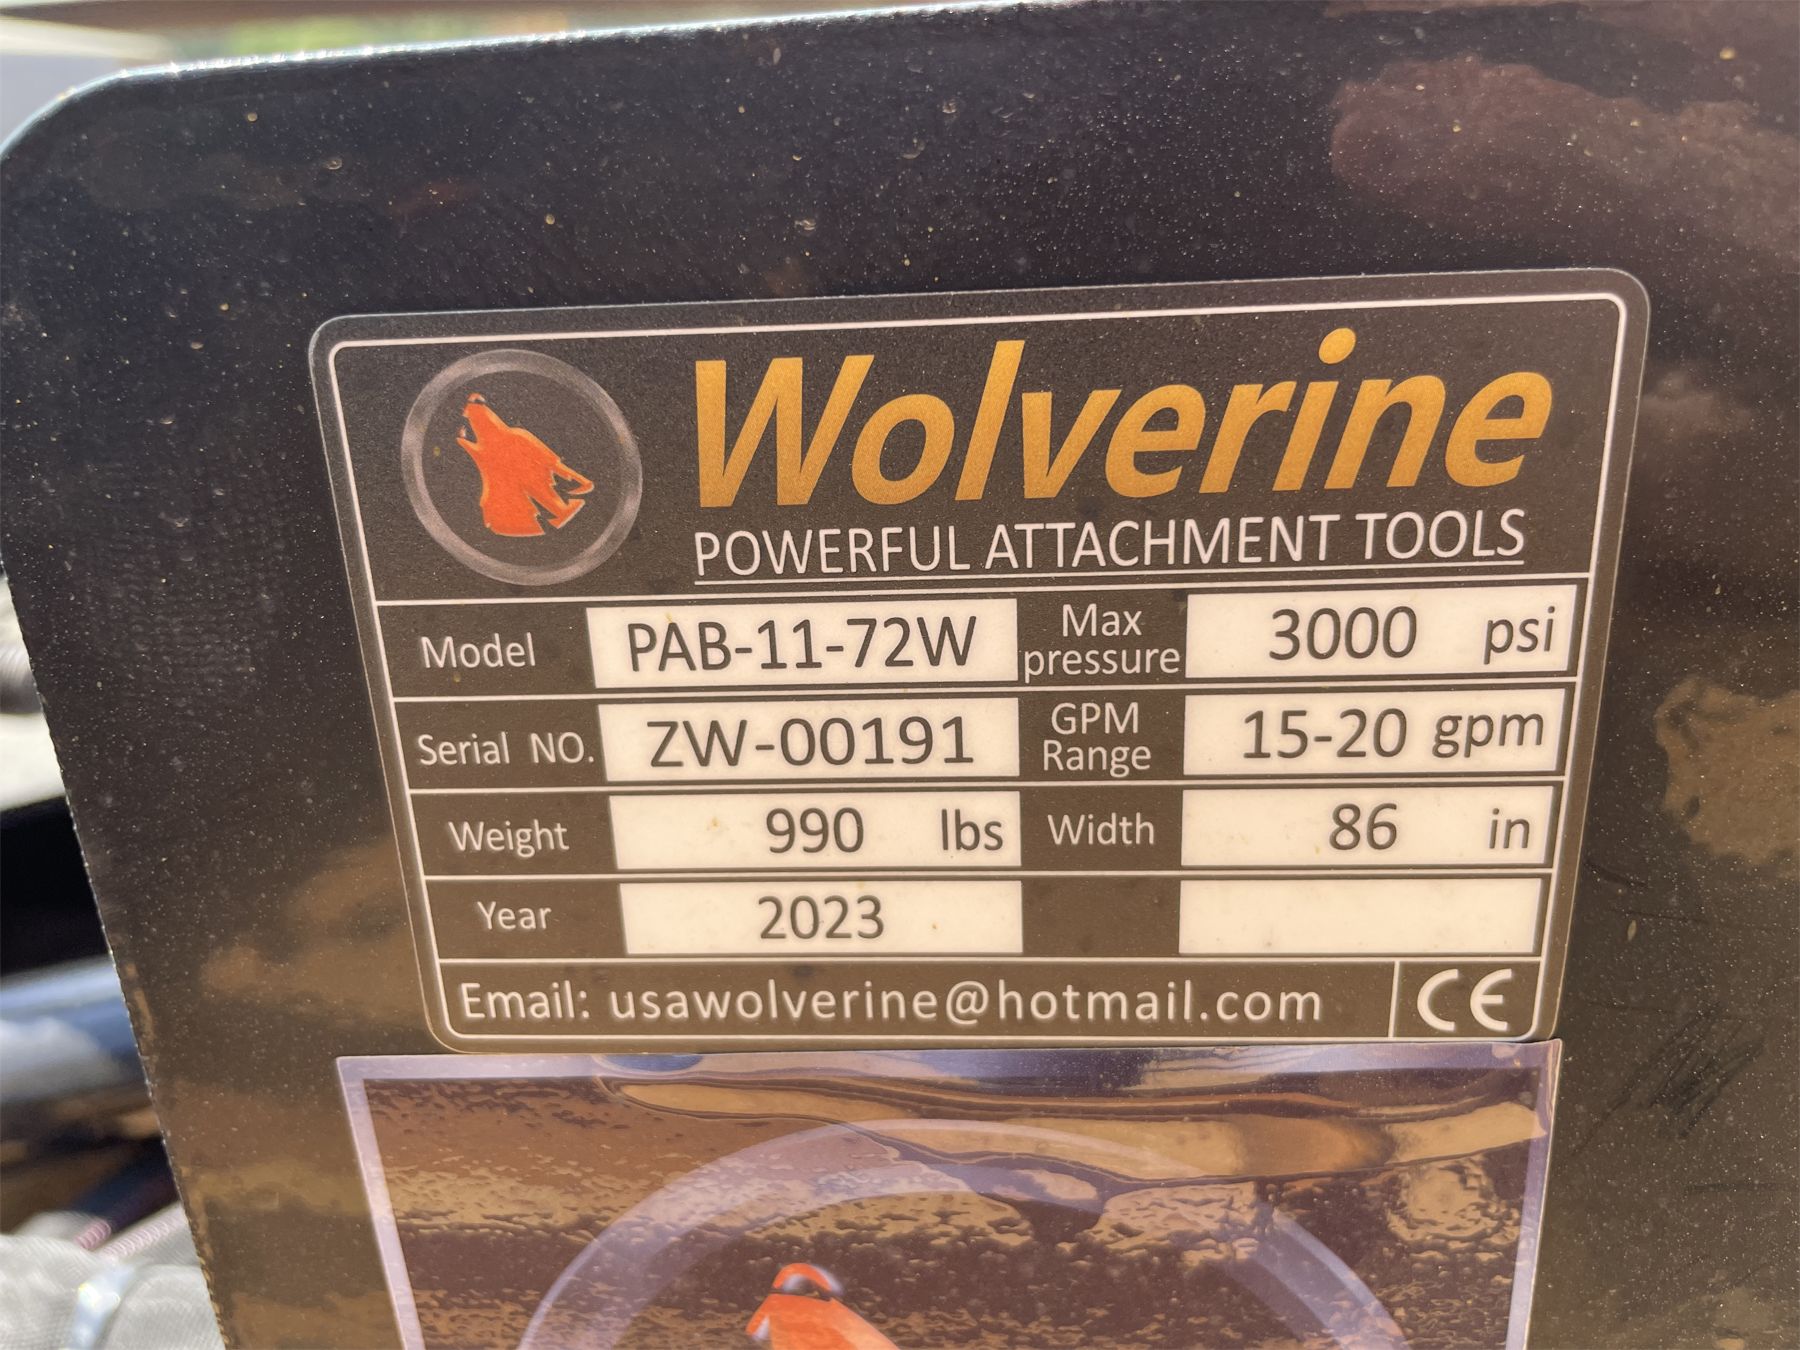 Wolverine
POWERFUL ATTACHMENT TOOLS
Model PAB-11-72W Max pressure 3000 psi
Serial NO. ZW-00191 GPM Range 15-20 gpm
Weight 990 lbs Width 86 in
Year 2023
Email: usawolverine@hotmail.com CE